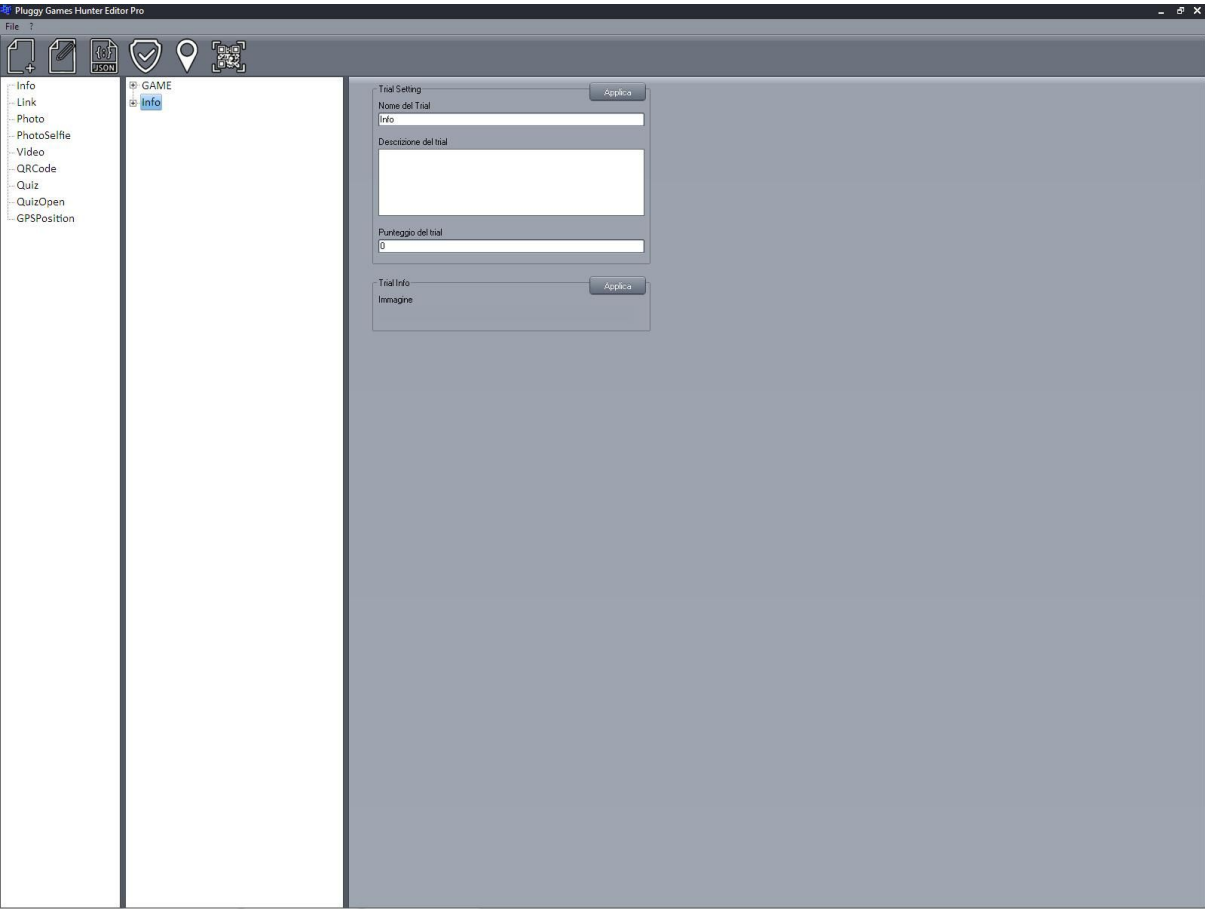 Pluggy Games Hunter Editor Pro
File ?
{:} JSON
Info
Link
Photo
PhotoSelfie
Video
QRCode
Quiz
QuizOpen
GPSPosition
GAME
Info
Trial Setting
Applica
Nome del Trial
Info
Descrizione del trial
Punteggio del trial
0
Trial Info
Applica
Immagine